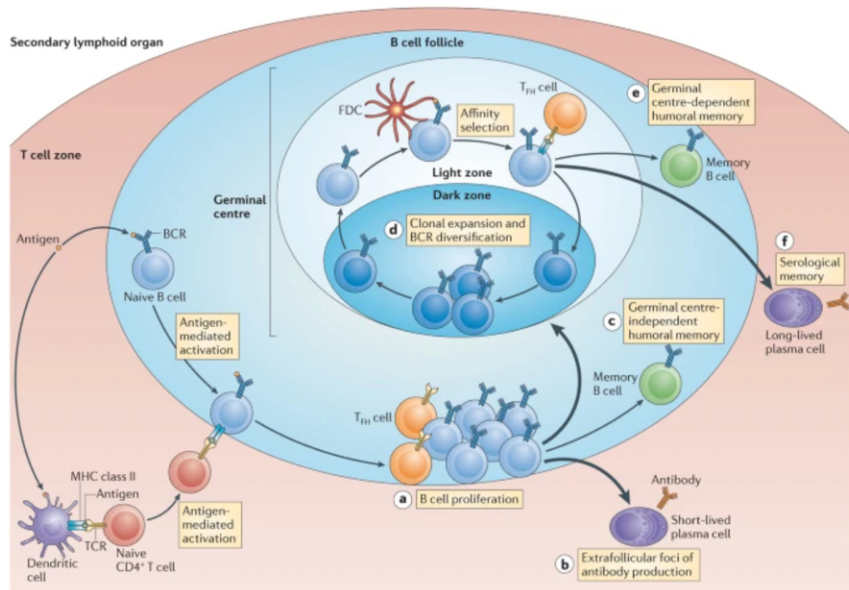 Secondary lymphoid organ
B cell follicle
T cell zone
Germinal
centre
FDC
Affinity
selection
TFH cell
Light zone
Dark zone
d
Clonal expansion and
BCR diversification
e
Germinal
centre-dependent
humoral memory
Memory
B cell
f
Serological
memory
Long-lived
plasma cell
Antigen
BCR
Naive B cell
Antigen-
mediated
activation
c
Germinal centre-
independent
humoral memory
Memory
B cell
TFH cell
a
B cell proliferation
MHC class II
Antigen
TCR
Dendritic
cell
Naive
CD4+ T cell
Antigen-
mediated
activation
Antibody
Short-lived
plasma cell
b
Extrafollicular foci of
antibody production